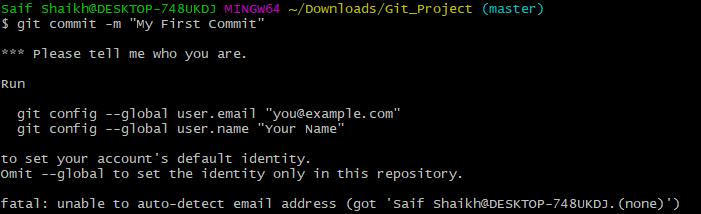 Saif Shaikh@DESKTOP-748UKDJ MINGW64 ~/Downloads/Git_Project (master)
$ git commit -m "My First Commit"
*** Please tell me who you are.
Run
git config --global user.email "you@example.com"
git config --global user.name "Your Name"
to set your account's default identity.
Omit --global to set the identity only in this repository.
fatal: unable to auto-detect email address (got 'Saif Shaikh@DESKTOP-748UKDJ.(none)')